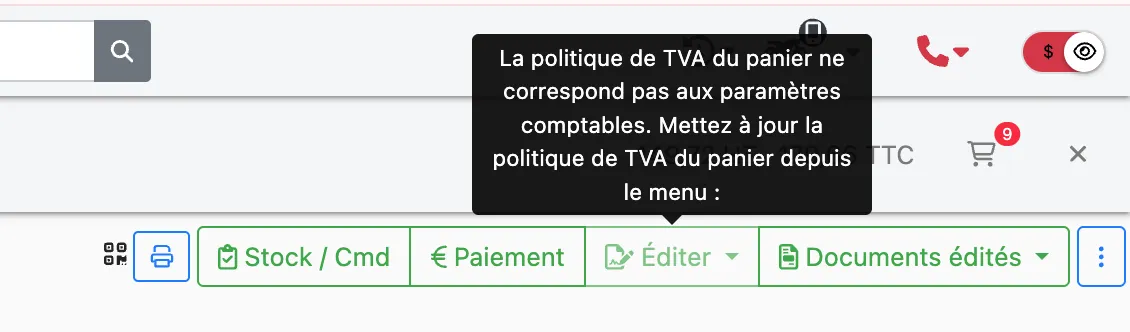 $
La politique de TVA du panier ne
correspond pas aux paramètres
comptables. Mettez à jour la
politique de TVA du panier depuis
le menu :
TTC
9
Stock / Cmd
€ Paiement
Éditer
Documents édités